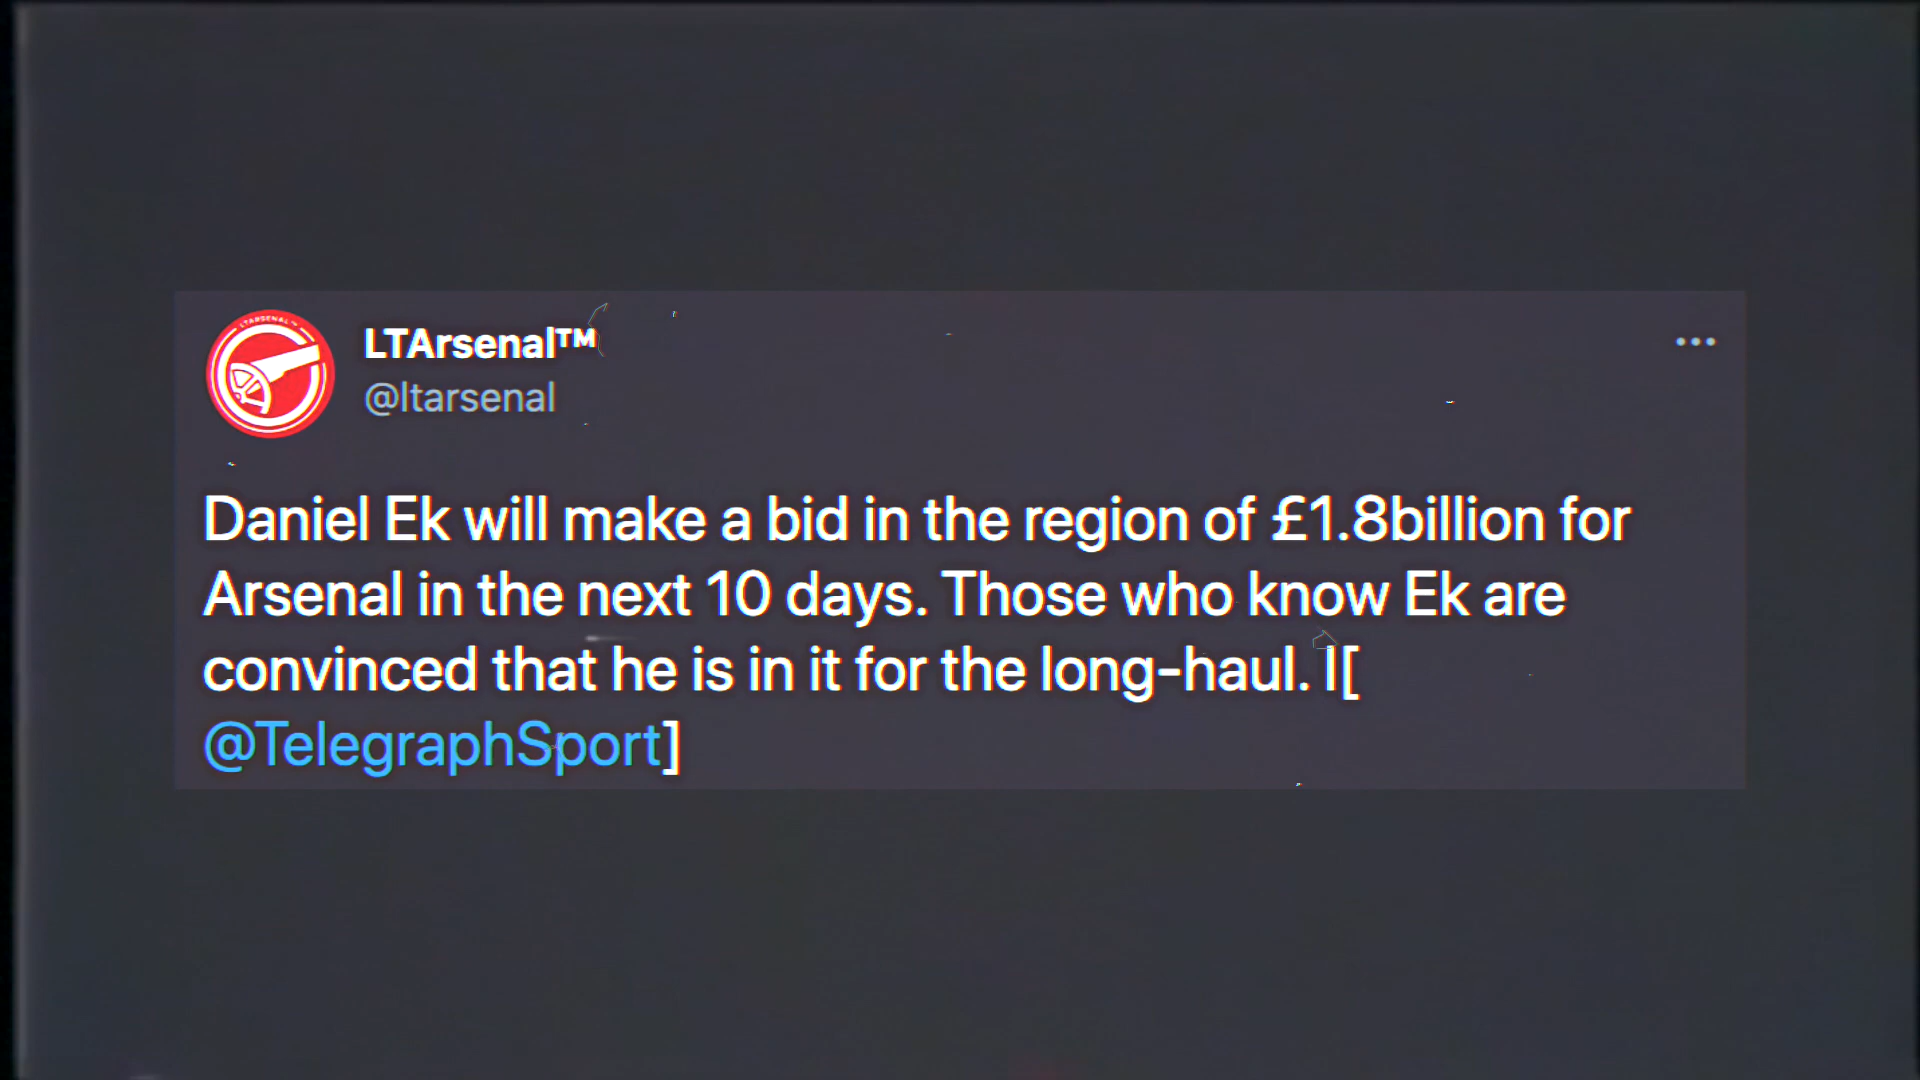 LTARSENAL™
LTArsenal™
@ltarsenal
Daniel Ek will make a bid in the region of £1.8billion for
Arsenal in the next 10 days. Those who know Ek are
convinced that he is in it for the long-haul. I[
@TelegraphSport]